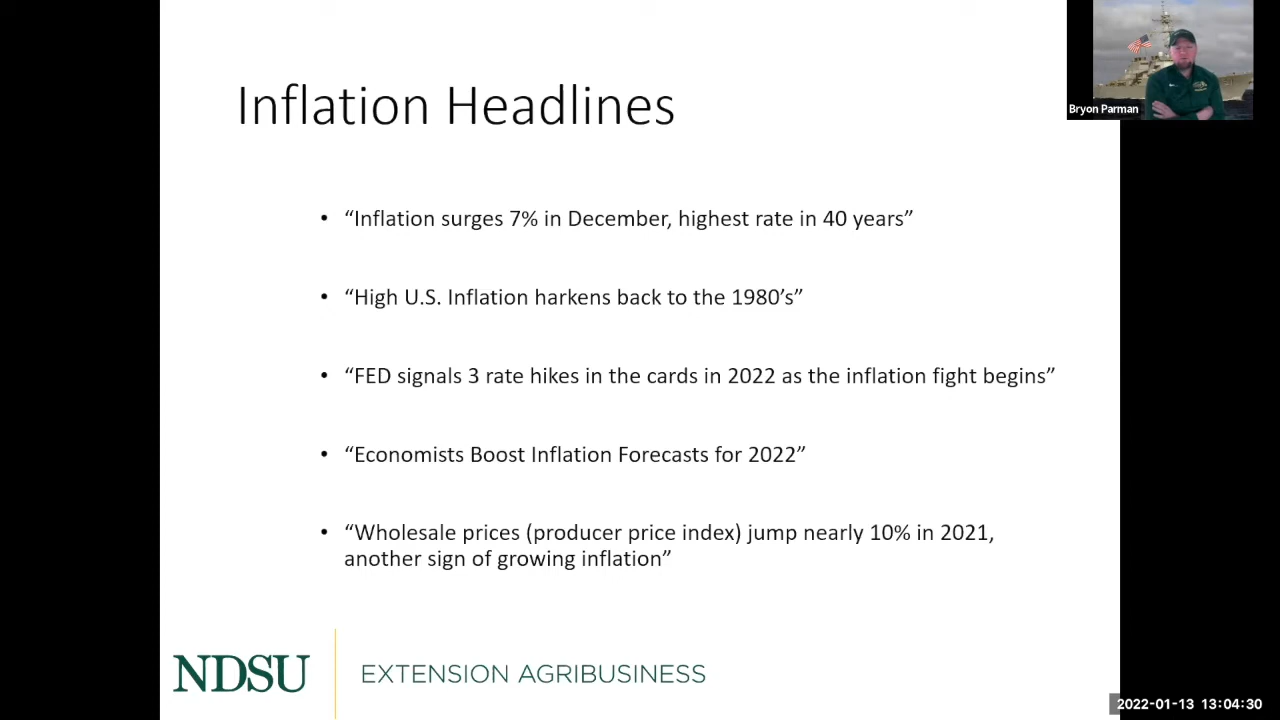 Bryon Parman
Inflation Headlines
• “Inflation surges 7% in December, highest rate in 40 years”
• “High U.S. Inflation harkens back to the 1980’s”
• “FED signals 3 rate hikes in the cards in 2022 as the inflation fight begins”
• “Economists Boost Inflation Forecasts for 2022”
• “Wholesale prices (producer price index) jump nearly 10% in 2021,
another sign of growing inflation”
NDSU
EXTENSION AGRIBUSINESS
2022-01-13 13:04:30